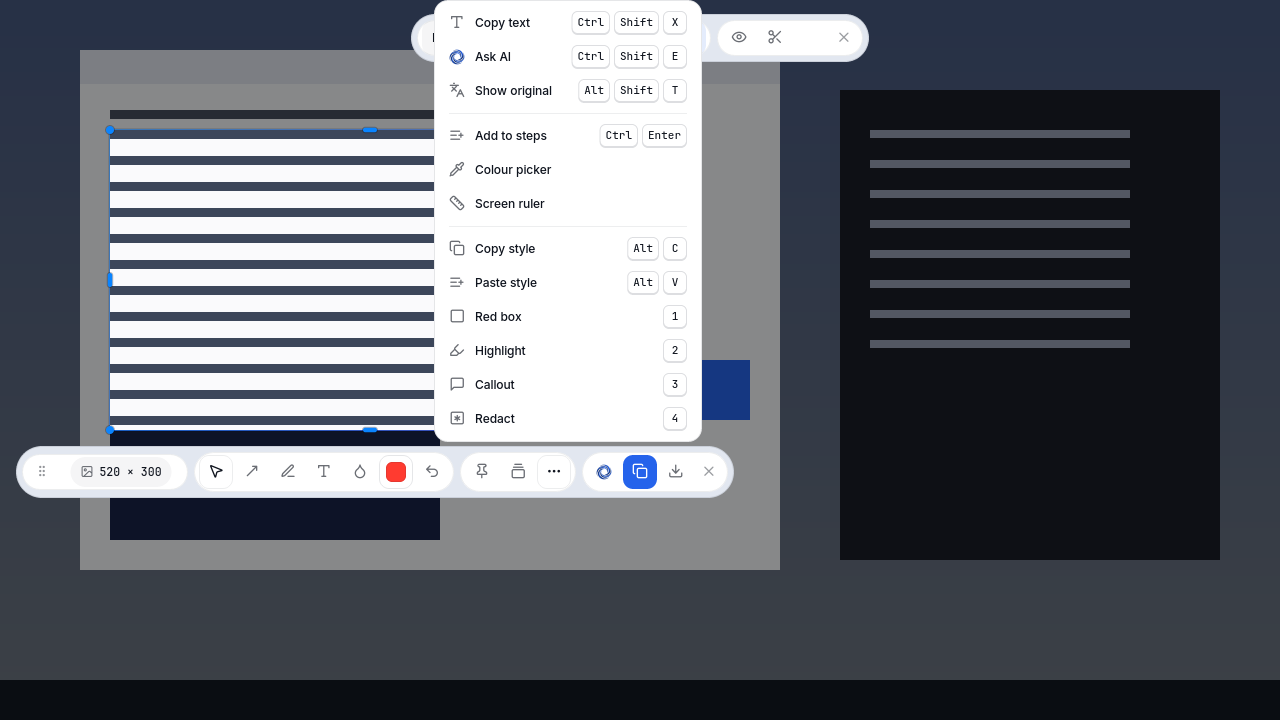 Copy text Ctrl Shift X
Ask AI Ctrl Shift E
Show original Alt Shift T
Add to steps Ctrl Enter
Colour picker
Screen ruler
Copy style Alt C
Paste style Alt V
Red box 1
Highlight 2
Callout 3
Redact 4
520 × 300